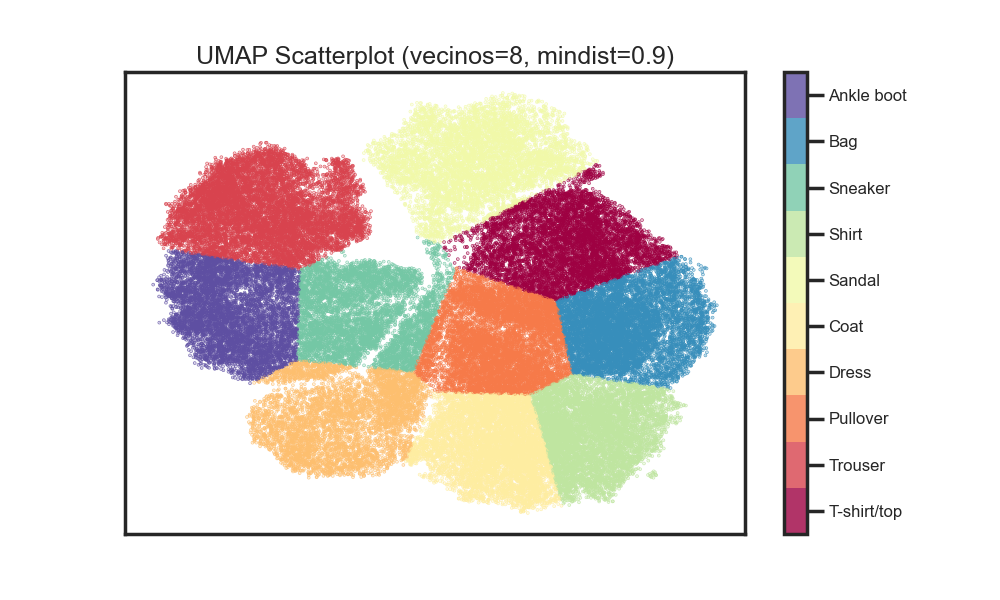 UMAP Scatterplot (vecinos=8, mindist=0.9)
Ankle boot
Bag
Sneaker
Shirt
Sandal
Coat
Dress
Pullover
Trouser
T-shirt/top